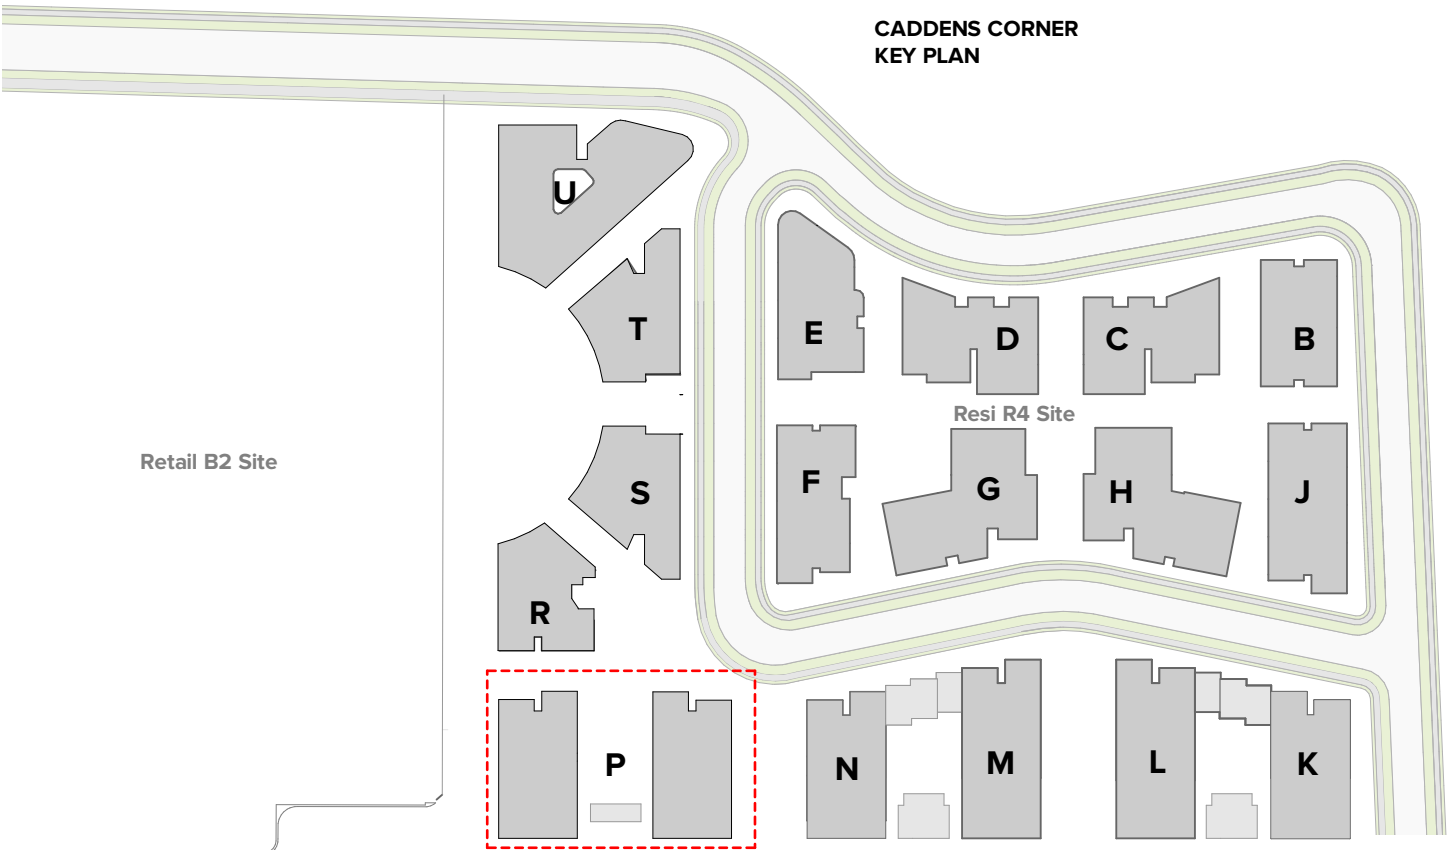 CADDENS CORNER
KEY PLAN
U
T
E
D
C
B
Resi R4 Site
Retail B2 Site
S
F
G
H
J
R
P
N
M
L
K